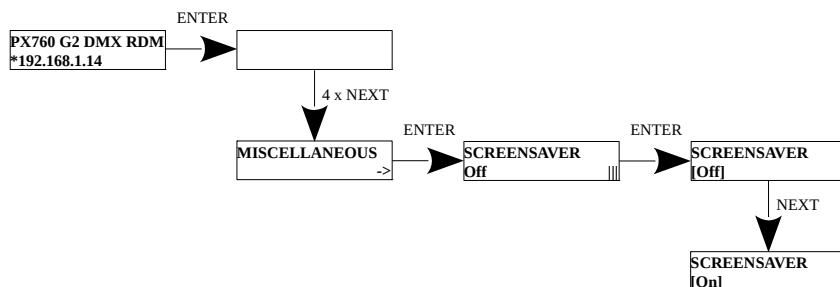 ENTER
PX760 G2 DMX RDM
*192.168.1.14
4 x NEXT
MISCELLANEOUS
->
ENTER
SCREENSAVER
Off |||
ENTER
SCREENSAVER
[Off]
NEXT
SCREENSAVER
[On]